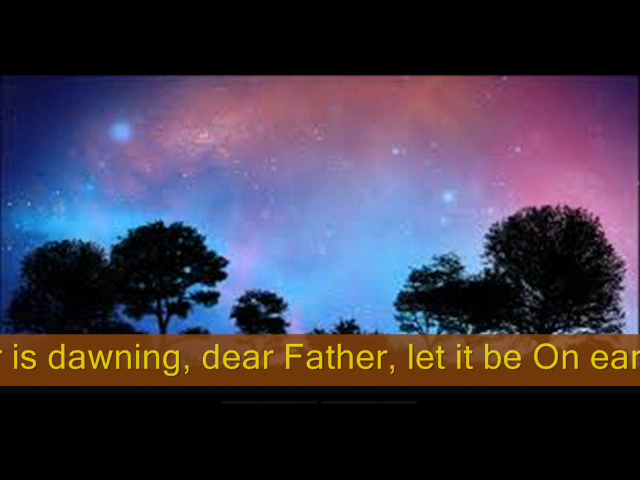 is dawning, dear Father, let it be On